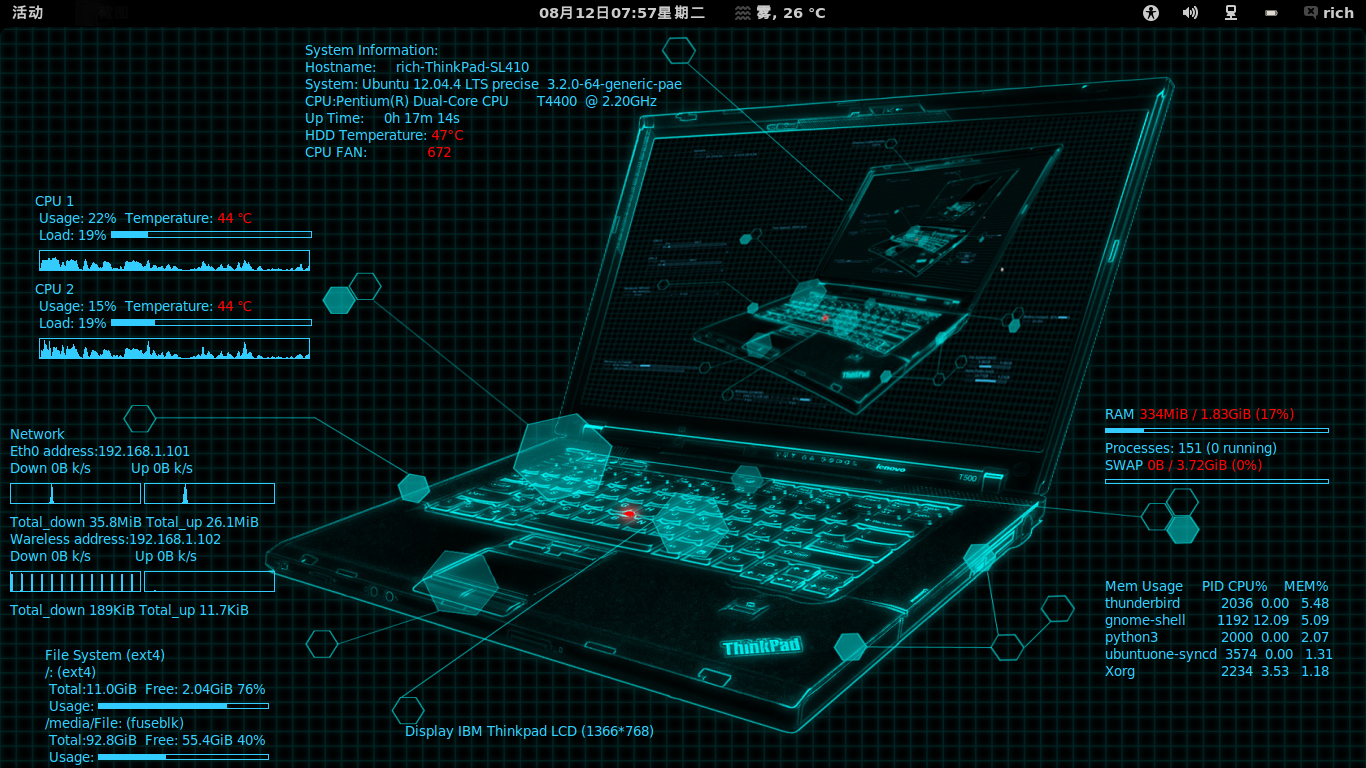 活动
08月12日07:57星期二
雾, 26 °C
rich
System Information:
Hostname: rich-ThinkPad-SL410
System: Ubuntu 12.04.4 LTS precise 3.2.0-64-generic-pae
CPU:Pentium(R) Dual-Core CPU T4400 @ 2.20GHz
Up Time: 0h 17m 14s
HDD Temperature: 47°C
CPU FAN: 672
CPU 1
Usage: 22% Temperature: 44 °C
Load: 19%
CPU 2
Usage: 15% Temperature: 44 °C
Load: 19%
Network
Eth0 address:192.168.1.101
Down 0B k/s Up 0B k/s
Total_down 35.8MiB Total_up 26.1MiB
Wareless address:192.168.1.102
Down 0B k/s Up 0B k/s
Total_down 189KiB Total_up 11.7KiB
File System (ext4)
/: (ext4)
Total:11.0GiB Free: 2.04GiB 76%
Usage:
/media/File: (fuseblk)
Total:92.8GiB Free: 55.4GiB 40%
Usage:
ThinkPad
lenovo
T500
ThinkPad
Display IBM Thinkpad LCD (1366*768)
RAM 334MiB / 1.83GiB (17%)
Processes: 151 (0 running)
SWAP 0B / 3.72GiB (0%)
Mem Usage PID CPU% MEM%
thunderbird 2036 0.00 5.48
gnome-shell 1192 12.09 5.09
python3 2000 0.00 2.07
ubuntuone-syncd 3574 0.00 1.31
Xorg 2234 3.53 1.18